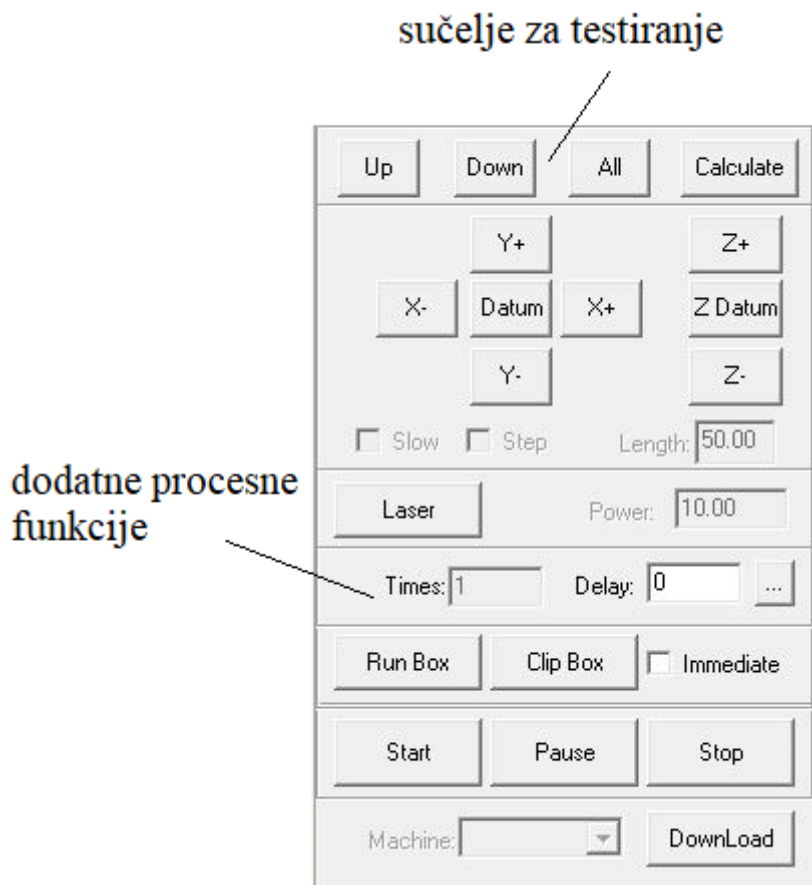 sučelje za testiranje
Up Down All Calculate
Y+ Z+
X- Datum X+ Z Datum
Y- Z-
Slow Step Length: 50.00
dodatne procesne
funkcije
Laser Power: 10.00
Times: 1 Delay: 0 ...
Run Box Clip Box Immediate
Start Pause Stop
Machine: DownLoad